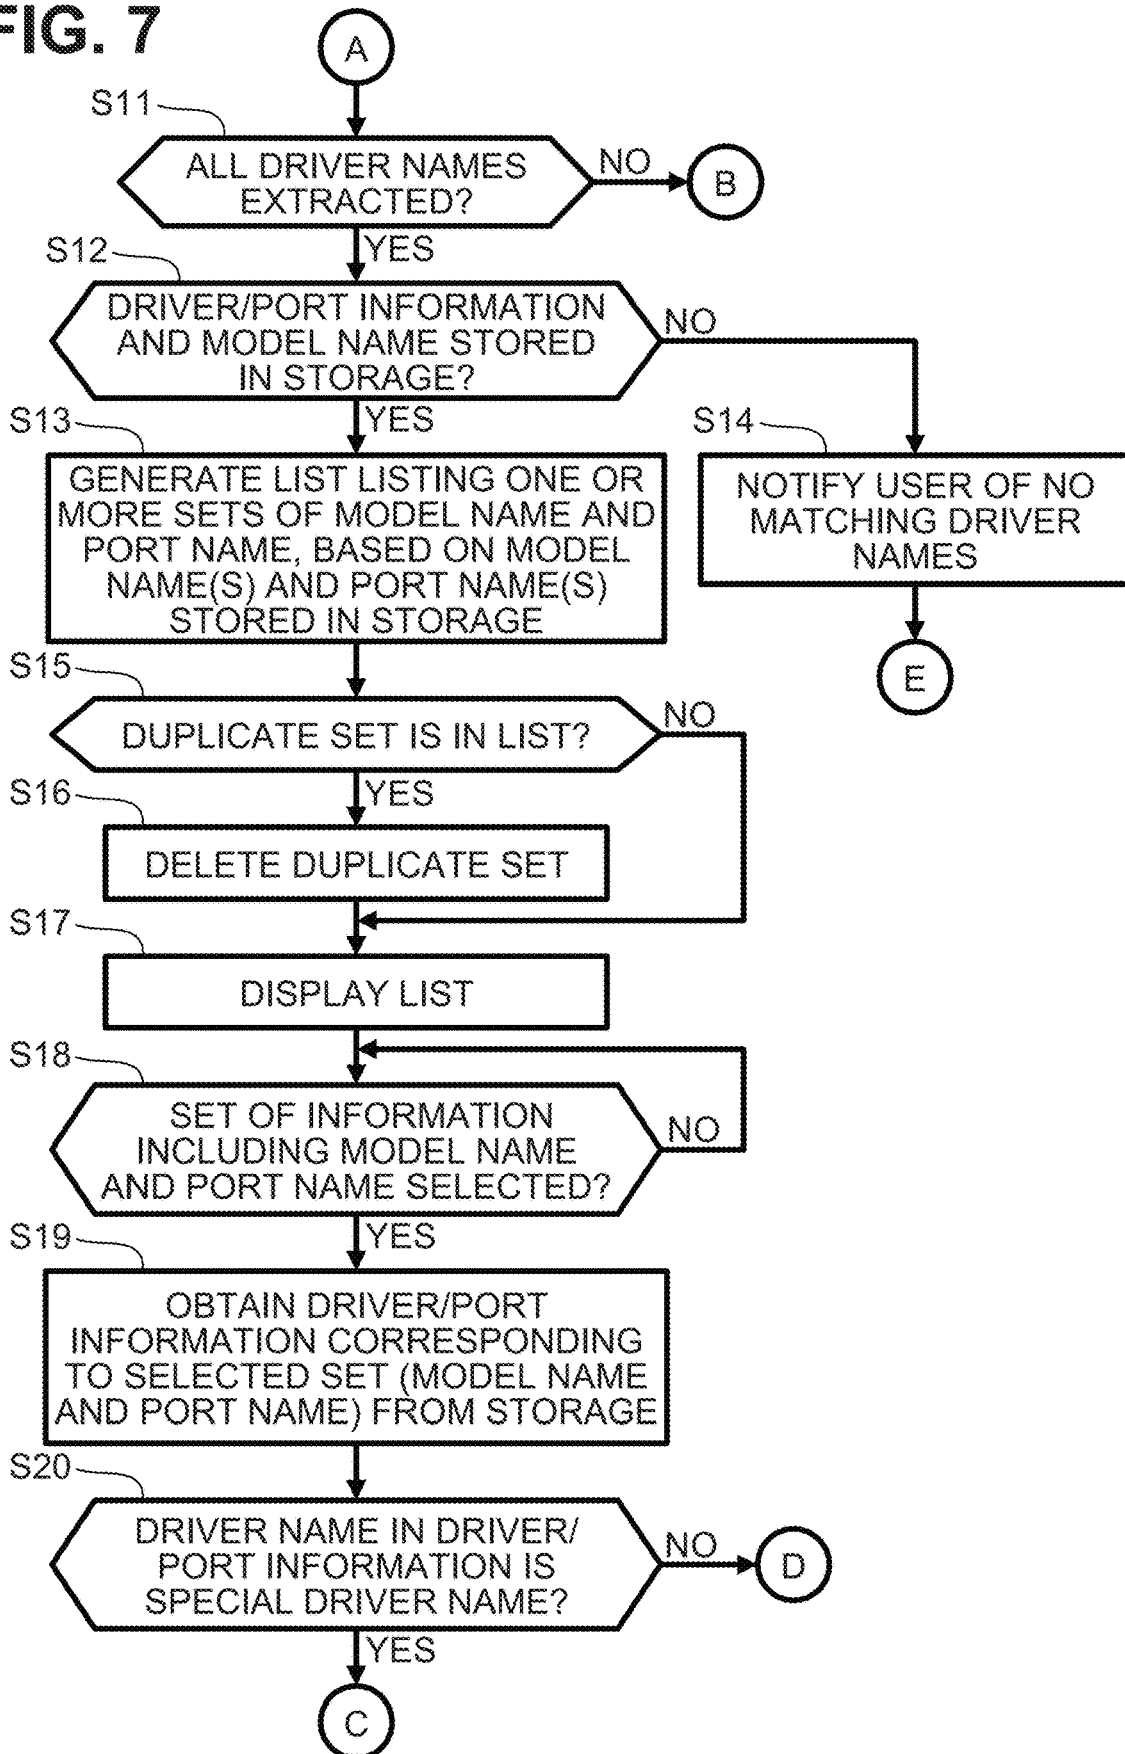 FIG. 7
A
S11
ALL DRIVER NAMES
EXTRACTED?
NO
B
YES
S12
DRIVER/PORT INFORMATION
AND MODEL NAME STORED
IN STORAGE?
NO
YES
S13
GENERATE LIST LISTING ONE OR
MORE SETS OF MODEL NAME AND
PORT NAME, BASED ON MODEL
NAME(S) AND PORT NAME(S)
STORED IN STORAGE
S14
NOTIFY USER OF NO
MATCHING DRIVER
NAMES
E
S15
DUPLICATE SET IS IN LIST?
NO
YES
S16
DELETE DUPLICATE SET
S17
DISPLAY LIST
S18
SET OF INFORMATION
INCLUDING MODEL NAME
AND PORT NAME SELECTED?
NO
YES
S19
OBTAIN DRIVER/PORT
INFORMATION CORRESPONDING
TO SELECTED SET (MODEL NAME
AND PORT NAME) FROM STORAGE
S20
DRIVER NAME IN DRIVER/
PORT INFORMATION IS
SPECIAL DRIVER NAME?
NO
D
YES
C